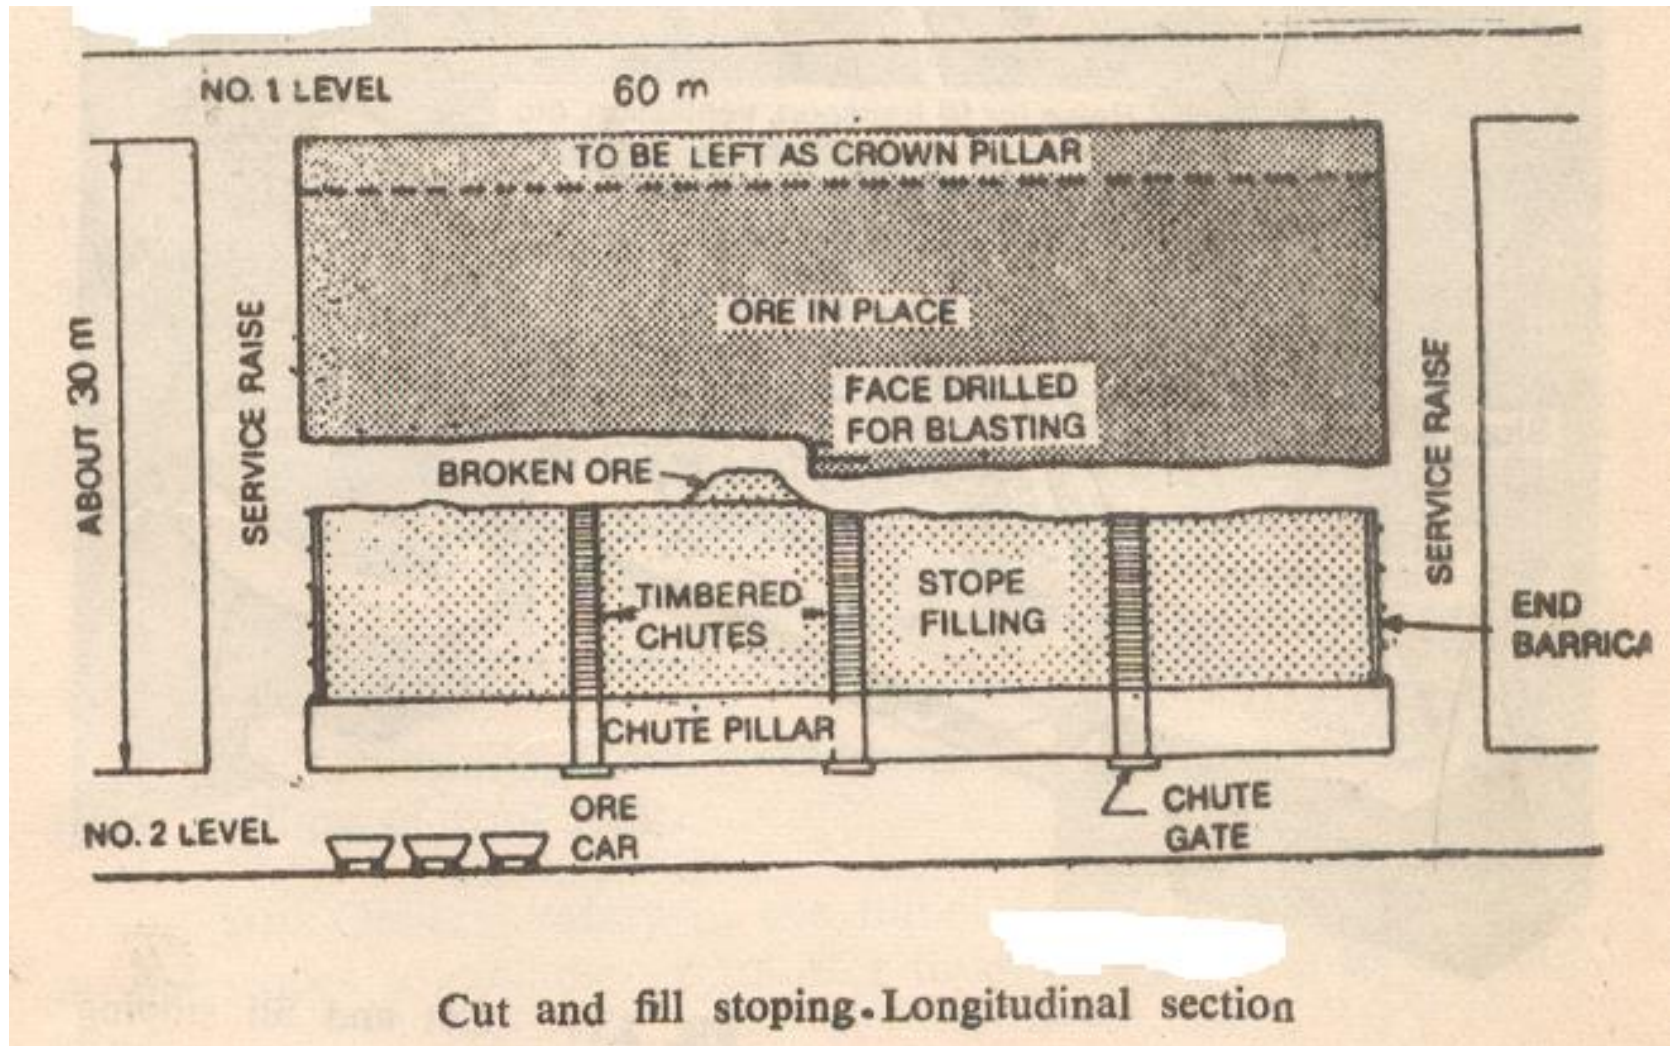 NO. 1 LEVEL
60 m
TO BE LEFT AS CROWN PILLAR
ORE IN PLACE
FACE DRILLED
FOR BLASTING
ABOUT 30 m
SERVICE RAISE
SERVICE RAISE
BROKEN ORE
TIMBERED
CHUTES
STOPE
FILLING
END
BARRICA
CHUTE PILLAR
ORE
CAR
CHUTE
GATE
NO. 2 LEVEL
Cut and fill stoping. Longitudinal section